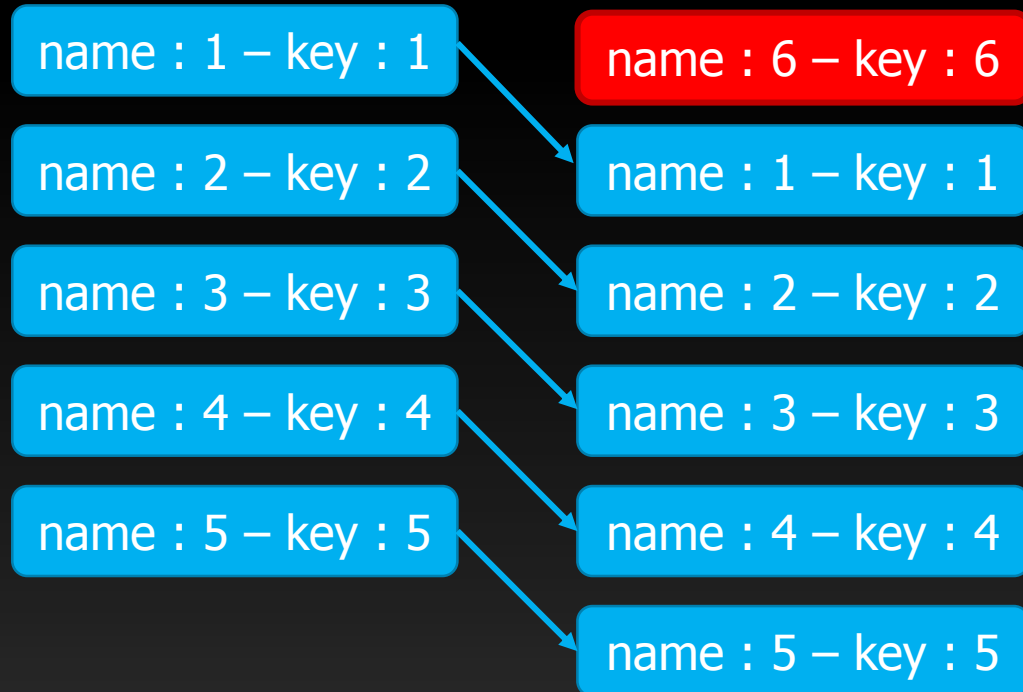 name : 1 – key : 1
name : 2 – key : 2
name : 3 – key : 3
name : 4 – key : 4
name : 5 – key : 5
name : 6 – key : 6
name : 1 – key : 1
name : 2 – key : 2
name : 3 – key : 3
name : 4 – key : 4
name : 5 – key : 5